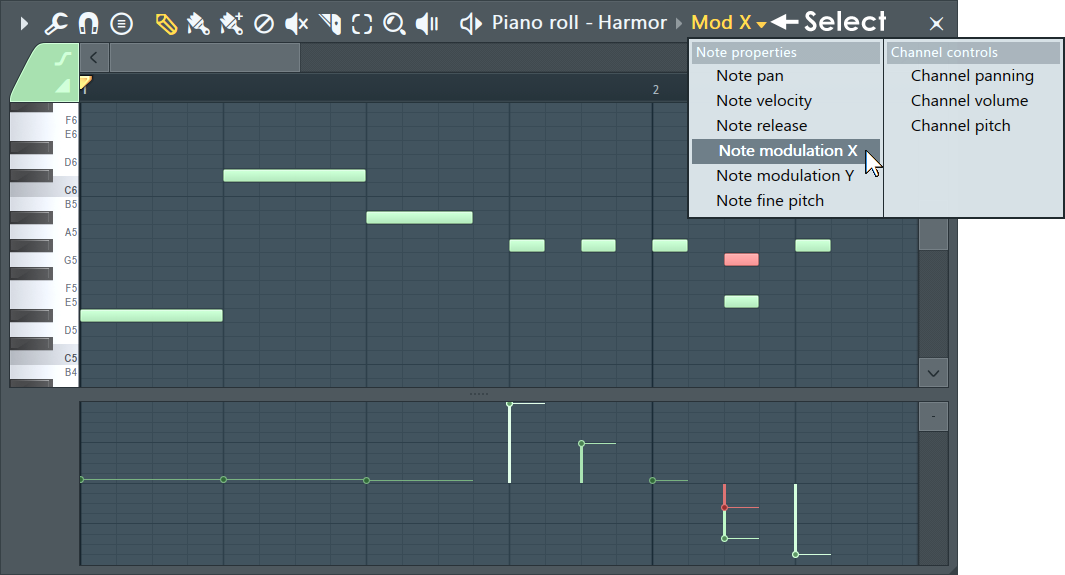 Piano roll - Harmor ▸ Mod X Select
Note properties
Note pan
Note velocity
Note release
Note modulation X
Note modulation Y
Note fine pitch
Channel controls
Channel panning
Channel volume
Channel pitch
1
2
F6
E6
D6
C6
B5
A5
G5
F5
E5
D5
C5
B4